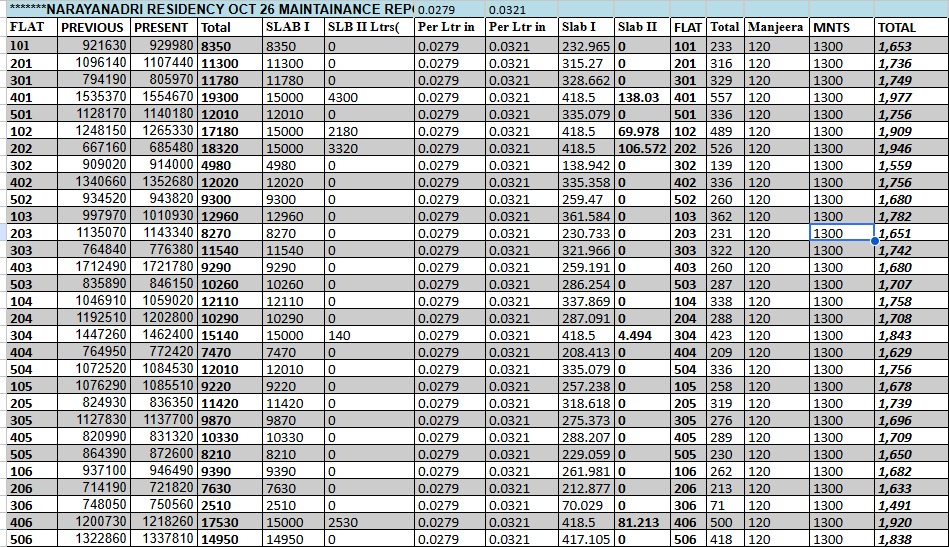 *******NARAYANADRI RESIDENCY OCT 26 MAINTAINANCE REP 0.0279 0.0321
FLAT PREVIOUS PRESENT Total SLAB I SLB II Ltrs( Per Ltr in Per Ltr in Slab I Slab II FLAT Total Manjeera MNTS TOTAL
101 921630 929980 8350 8350 0 0.0279 0.0321 232.965 0 101 233 120 1300 1,653
201 1096140 1107440 11300 11300 0 0.0279 0.0321 315.27 0 201 316 120 1300 1,736
301 794190 805970 11780 11780 0 0.0279 0.0321 328.662 0 301 329 120 1300 1,749
401 1535370 1554670 19300 15000 4300 0.0279 0.0321 418.5 138.03 401 557 120 1300 1,977
501 1128170 1140180 12010 12010 0 0.0279 0.0321 335.079 0 501 336 120 1300 1,756
102 1248150 1265330 17180 15000 2180 0.0279 0.0321 418.5 69.978 102 489 120 1300 1,909
202 667160 685480 18320 15000 3320 0.0279 0.0321 418.5 106.572 202 526 120 1300 1,946
302 909020 914000 4980 4980 0 0.0279 0.0321 138.942 0 302 139 120 1300 1,559
402 1340660 1352680 12020 12020 0 0.0279 0.0321 335.358 0 402 336 120 1300 1,756
502 934520 943820 9300 9300 0 0.0279 0.0321 259.47 0 502 260 120 1300 1,680
103 997970 1010930 12960 12960 0 0.0279 0.0321 361.584 0 103 362 120 1300 1,782
203 1135070 1143340 8270 8270 0 0.0279 0.0321 230.733 0 203 231 120 1300 1,651
303 764840 776380 11540 11540 0 0.0279 0.0321 321.966 0 303 322 120 1300 1,742
403 1712490 1721780 9290 9290 0 0.0279 0.0321 259.191 0 403 260 120 1300 1,680
503 835890 846150 10260 10260 0 0.0279 0.0321 286.254 0 503 287 120 1300 1,707
104 1046910 1059020 12110 12110 0 0.0279 0.0321 337.869 0 104 338 120 1300 1,758
204 1192510 1202800 10290 10290 0 0.0279 0.0321 287.091 0 204 288 120 1300 1,708
304 1447260 1462400 15140 15000 140 0.0279 0.0321 418.5 4.494 304 423 120 1300 1,843
404 764950 772420 7470 7470 0 0.0279 0.0321 208.413 0 404 209 120 1300 1,629
504 1072520 1084530 12010 12010 0 0.0279 0.0321 335.079 0 504 336 120 1300 1,756
105 1076290 1085510 9220 9220 0 0.0279 0.0321 257.238 0 105 258 120 1300 1,678
205 824930 836350 11420 11420 0 0.0279 0.0321 318.618 0 205 319 120 1300 1,739
305 1127830 1137700 9870 9870 0 0.0279 0.0321 275.373 0 305 276 120 1300 1,696
405 820990 831320 10330 10330 0 0.0279 0.0321 288.207 0 405 289 120 1300 1,709
505 864390 872600 8210 8210 0 0.0279 0.0321 229.059 0 505 230 120 1300 1,650
106 937100 946490 9390 9390 0 0.0279 0.0321 261.981 0 106 262 120 1300 1,682
206 714190 721820 7630 7630 0 0.0279 0.0321 212.877 0 206 213 120 1300 1,633
306 748050 750560 2510 2510 0 0.0279 0.0321 70.029 0 306 71 120 1300 1,491
406 1200730 1218260 17530 15000 2530 0.0279 0.0321 418.5 81.213 406 500 120 1300 1,920
506 1322860 1337810 14950 14950 0 0.0279 0.0321 417.105 0 506 418 120 1300 1,838